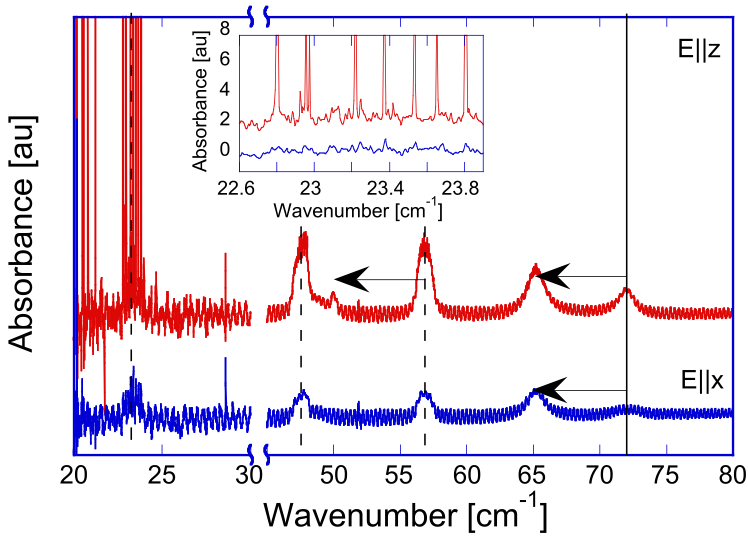 E||z
8
6
4
2
0
Absorbance [au]
22.6 23 23.4 23.8
Wavenumber [cm-1]
Absorbance [au]
E||x
20 25 30 50 55 60 65 70 75 80
Wavenumber [cm-1]